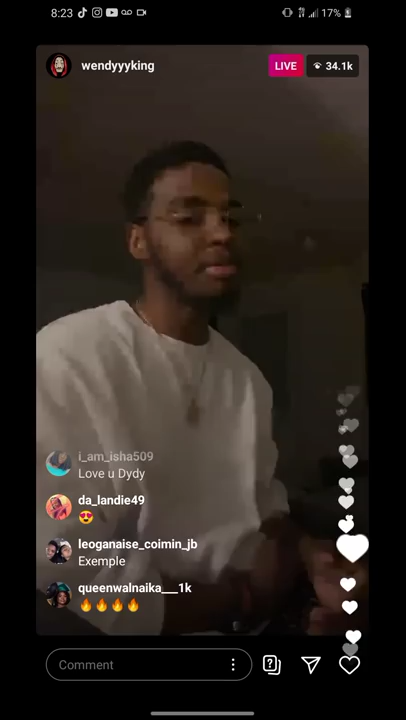 8:23
17%
wendyyyking
LIVE
34.1k
i_am_isha509
Love u Dydy
da_landie49
😍
leoganaise_coimin_jb
Exemple
queenwalnaika___1k
🔥🔥🔥🔥
Comment